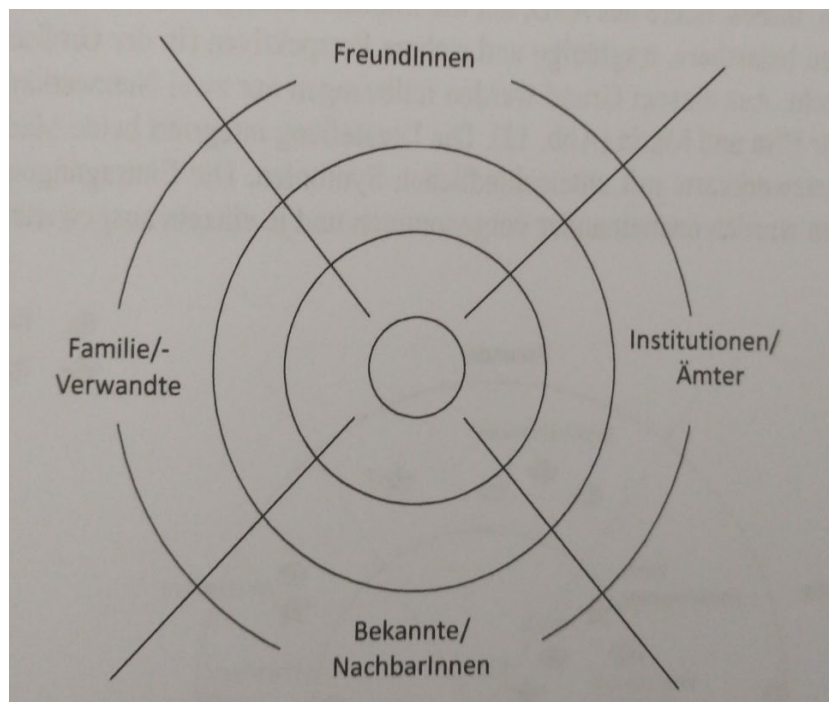 FreundInnen
Familie/-
Verwandte
Institutionen/
Ämter
Bekannte/
NachbarInnen